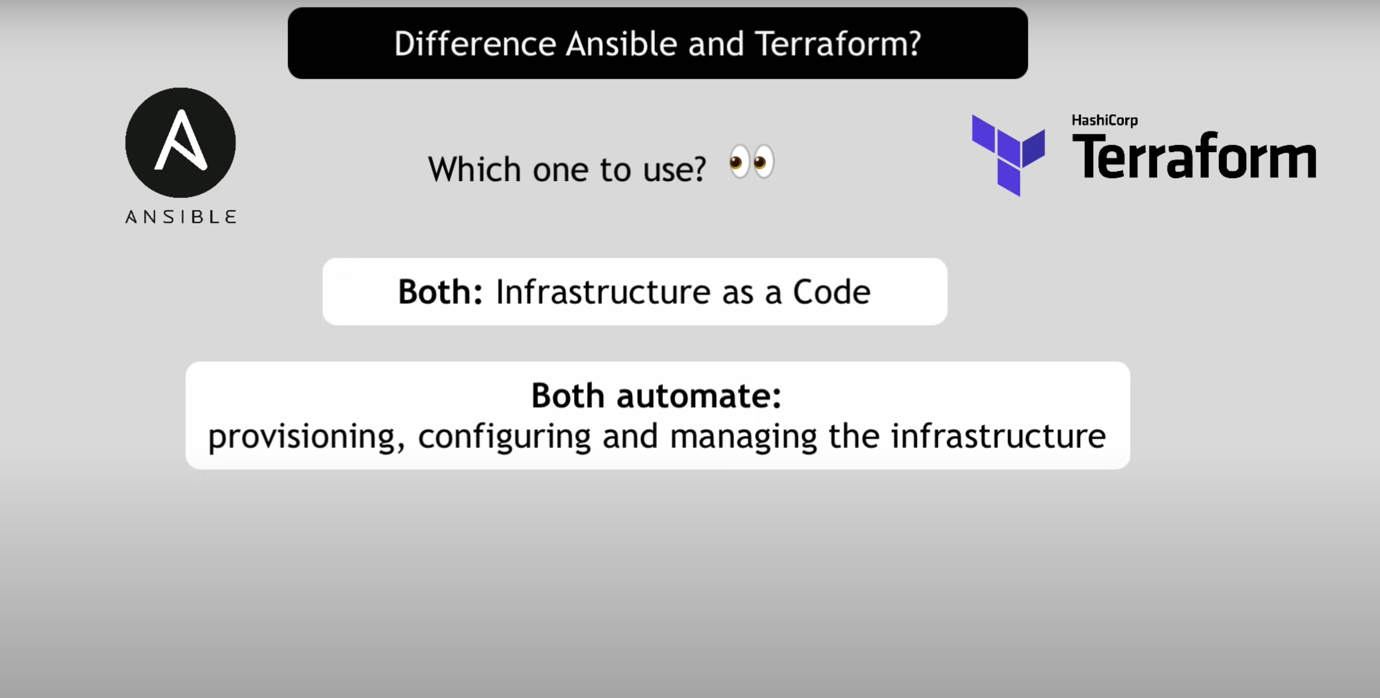 Difference Ansible and Terraform?
ANSIBLE
Which one to use? 👀
HashiCorp
Terraform
Both: Infrastructure as a Code
Both automate:
provisioning, configuring and managing the infrastructure